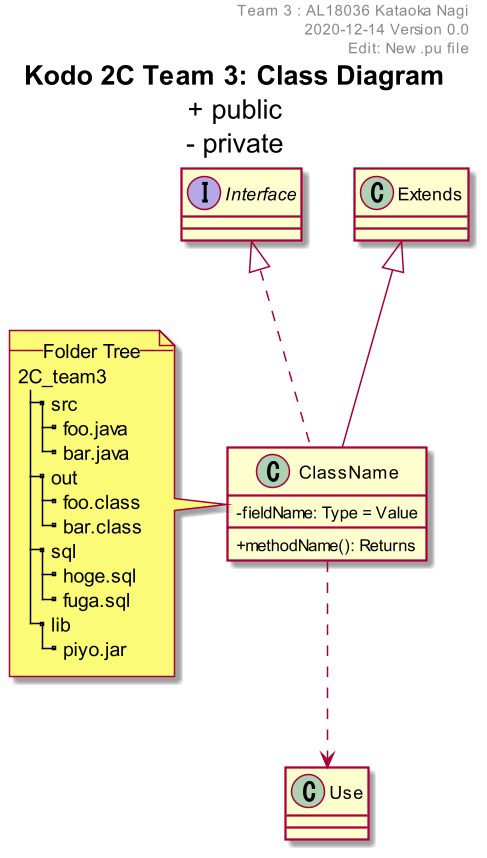 Team 3 : AL18036 Kataoka Nagi
2020-12-14 Version 0.0
Edit: New .pu file
Kodo 2C Team 3: Class Diagram
+ public
- private
I Interface
C Extends
Folder Tree
2C_team3
src
foo.java
bar.java
out
foo.class
bar.class
sql
hoge.sql
fuga.sql
lib
piyo.jar
C ClassName
-fieldName: Type = Value
+methodName(): Returns
C Use